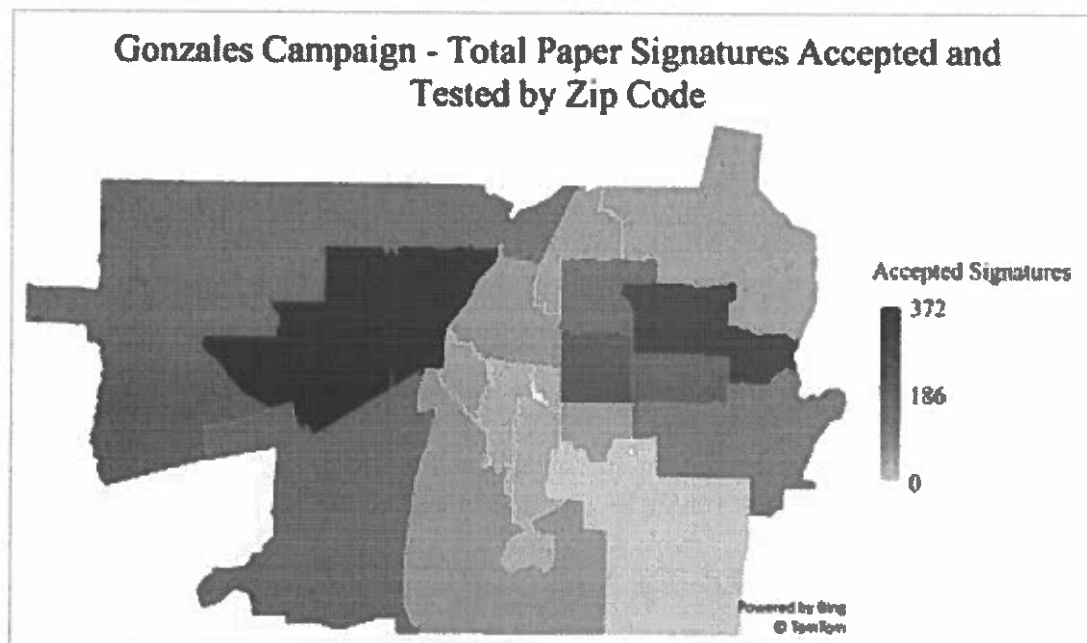 Gonzales Campaign - Total Paper Signatures Accepted and
Tested by Zip Code
Accepted Signatures
372
186
0
Powered by Bing
© TomTom